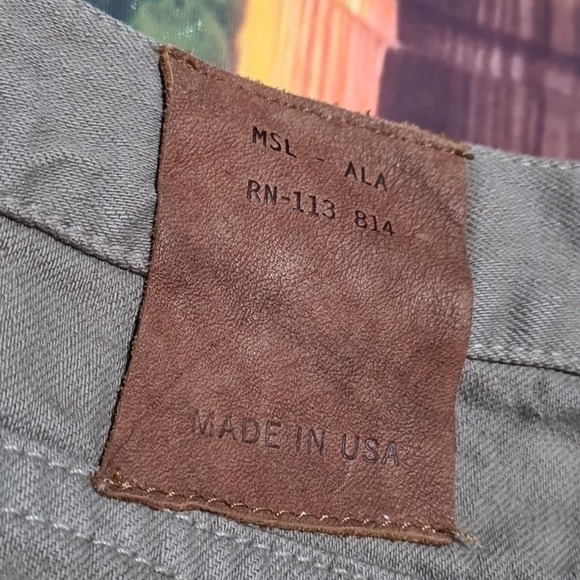 MSL - ALA
RN-113 814
MADE IN USA